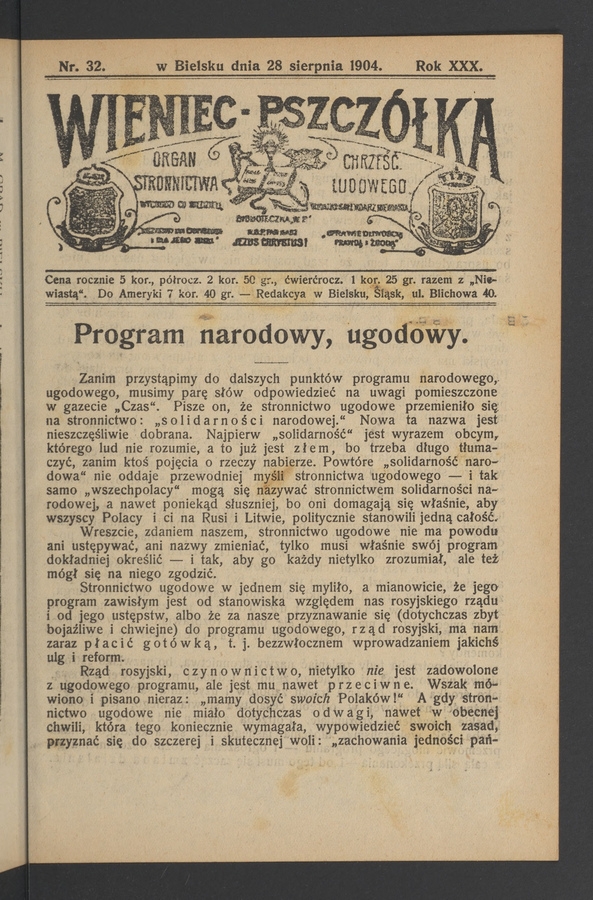 Nr. 32. w Bielsku dnia 28 sierpnia 1904. Rok XXX.
WIENIEC-PSZCZÓŁKA
ORGAN CHRZEŚĆ.
STRONNICTWA LUDOWEGO.
WYCHODZI CO NIEDZIELI,
BIBLIOTECZKA „W. P."
JEZUS CHRYSTUS!
PRAWDĄ I ZGODĄ"
Cena rocznie 5 kor., półrocz. 2 kor. 50 gr., ćwierćrocz. 1 kor. 25 gr. razem z „Nie-
wiastą". Do Ameryki 7 kor. 40 gr. — Redakcya w Bielsku, Śląsk, ul. Blichowa 40.
Program narodowy, ugodowy.
Zanim przystąpimy do dalszych punktów programu narodowego,
ugodowego, musimy parę słów odpowiedzieć na uwagi pomieszczone
w gazecie „Czas". Pisze on, że stronnictwo ugodowe przemieniło się
na stronnictwo: „solidarności narodowej." Nowa ta nazwa jest
nieszczęśliwie dobrana. Najpierw „solidarność" jest wyrazem obcym,
którego lud nie rozumie, a to już jest złem, bo trzeba długo tłuma-
czyć, zanim ktoś pojęcia o rzeczy nabierze. Powtóre „solidarność naro-
dowa" nie oddaje przewodniej myśli stronnictwa ugodowego — i tak
samo „wszechpolacy" mogą się nazywać stronnictwem solidarności na-
rodowej, a nawet poniekąd słuszniej, bo oni domagają się właśnie, aby
wszyscy Polacy i ci na Rusi i Litwie, politycznie stanowili jedną całość.
Wreszcie, zdaniem naszem, stronnictwo ugodowe nie ma powodu
ani ustępywać, ani nazwy zmieniać, tylko musi właśnie swój program
dokładniej określić — i tak, aby go każdy nietylko zrozumiał, ale też
mógł się na niego zgodzić.
Stronnictwo ugodowe w jednem się myliło, a mianowicie, że jego
program zawisłym jest od stanowiska względem nas rosyjskiego rządu
i od jego ustępstw, albo że za nasze przyznawanie się (dotychczas zbyt
bojaźliwe i chwiejne) do programu ugodowego, rząd rosyjski, ma nam
zaraz płacić gotówką, t. j. bezzwłocznem wprowadzaniem jakichś
ulg i reform.
Rząd rosyjski, czynownictwo, nietylko nie jest zadowolone
z ugodowego programu, ale jest mu nawet przeciwne. Wszak mó-
wiono i pisano nieraz: „mamy dosyć swoich Polaków!" A gdy stron-
nictwo ugodowe nie miało dotychczas odwagi, nawet w obecnej
chwili, która tego koniecznie wymagała, wypowiedzieć swoich zasad,
przyznać się do szczerej i skutecznej woli: „zachowania jedności pań-